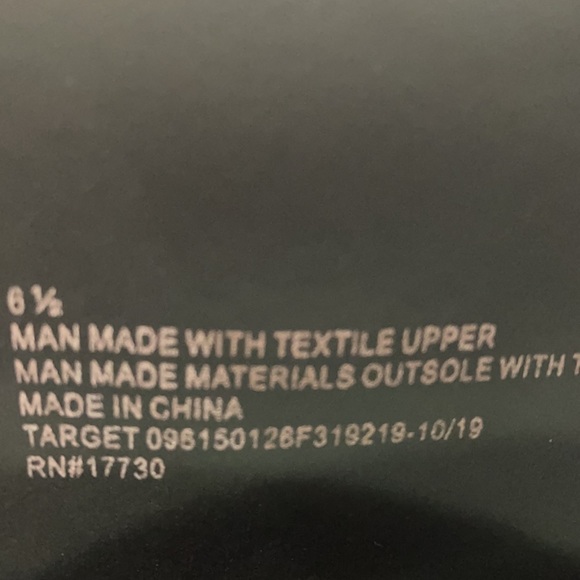 6 ½
MAN MADE WITH TEXTILE UPPER
MAN MADE MATERIALS OUTSOLE WITH T
MADE IN CHINA
TARGET 096150126F319219-10/19
RN#17730